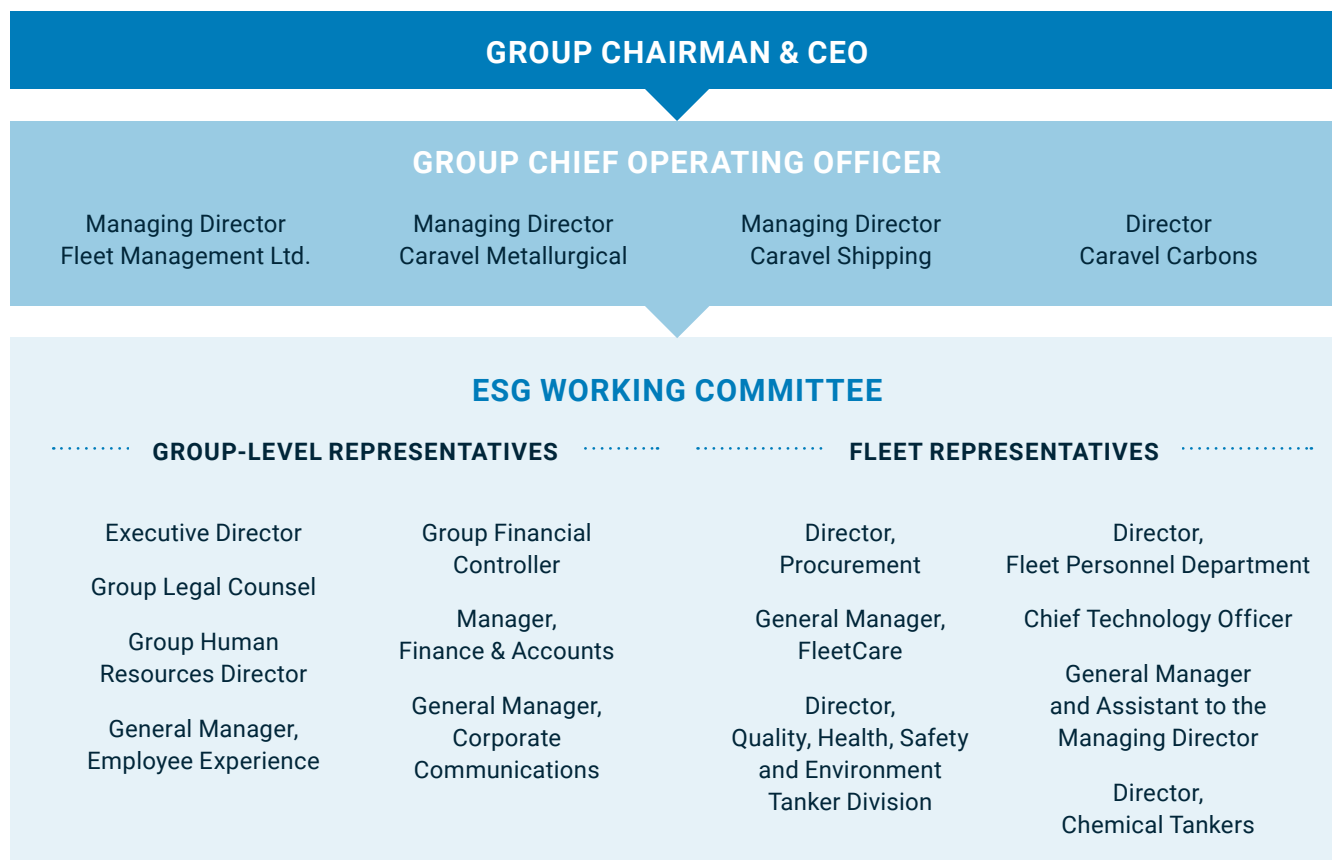 GROUP CHAIRMAN & CEO
GROUP CHIEF OPERATING OFFICER
Managing Director
Fleet Management Ltd.
Managing Director
Caravel Metallurgical
Managing Director
Caravel Shipping
Director
Caravel Carbons
ESG WORKING COMMITTEE
GROUP-LEVEL REPRESENTATIVES
Executive Director
Group Legal Counsel
Group Human
Resources Director
General Manager,
Employee Experience
Group Financial
Controller
Manager,
Finance & Accounts
General Manager,
Corporate
Communications
FLEET REPRESENTATIVES
Director,
Procurement
General Manager,
FleetCare
Director,
Quality, Health, Safety
and Environment
Tanker Division
Director,
Fleet Personnel Department
Chief Technology Officer
General Manager
and Assistant to the
Managing Director
Director,
Chemical Tankers